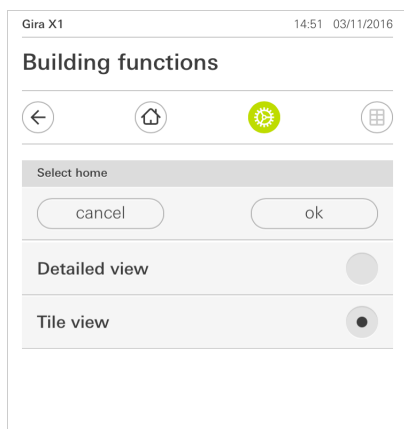 Gira X1 14:51 03/11/2016
Building functions
Select home
cancel ok
Detailed view
Tile view